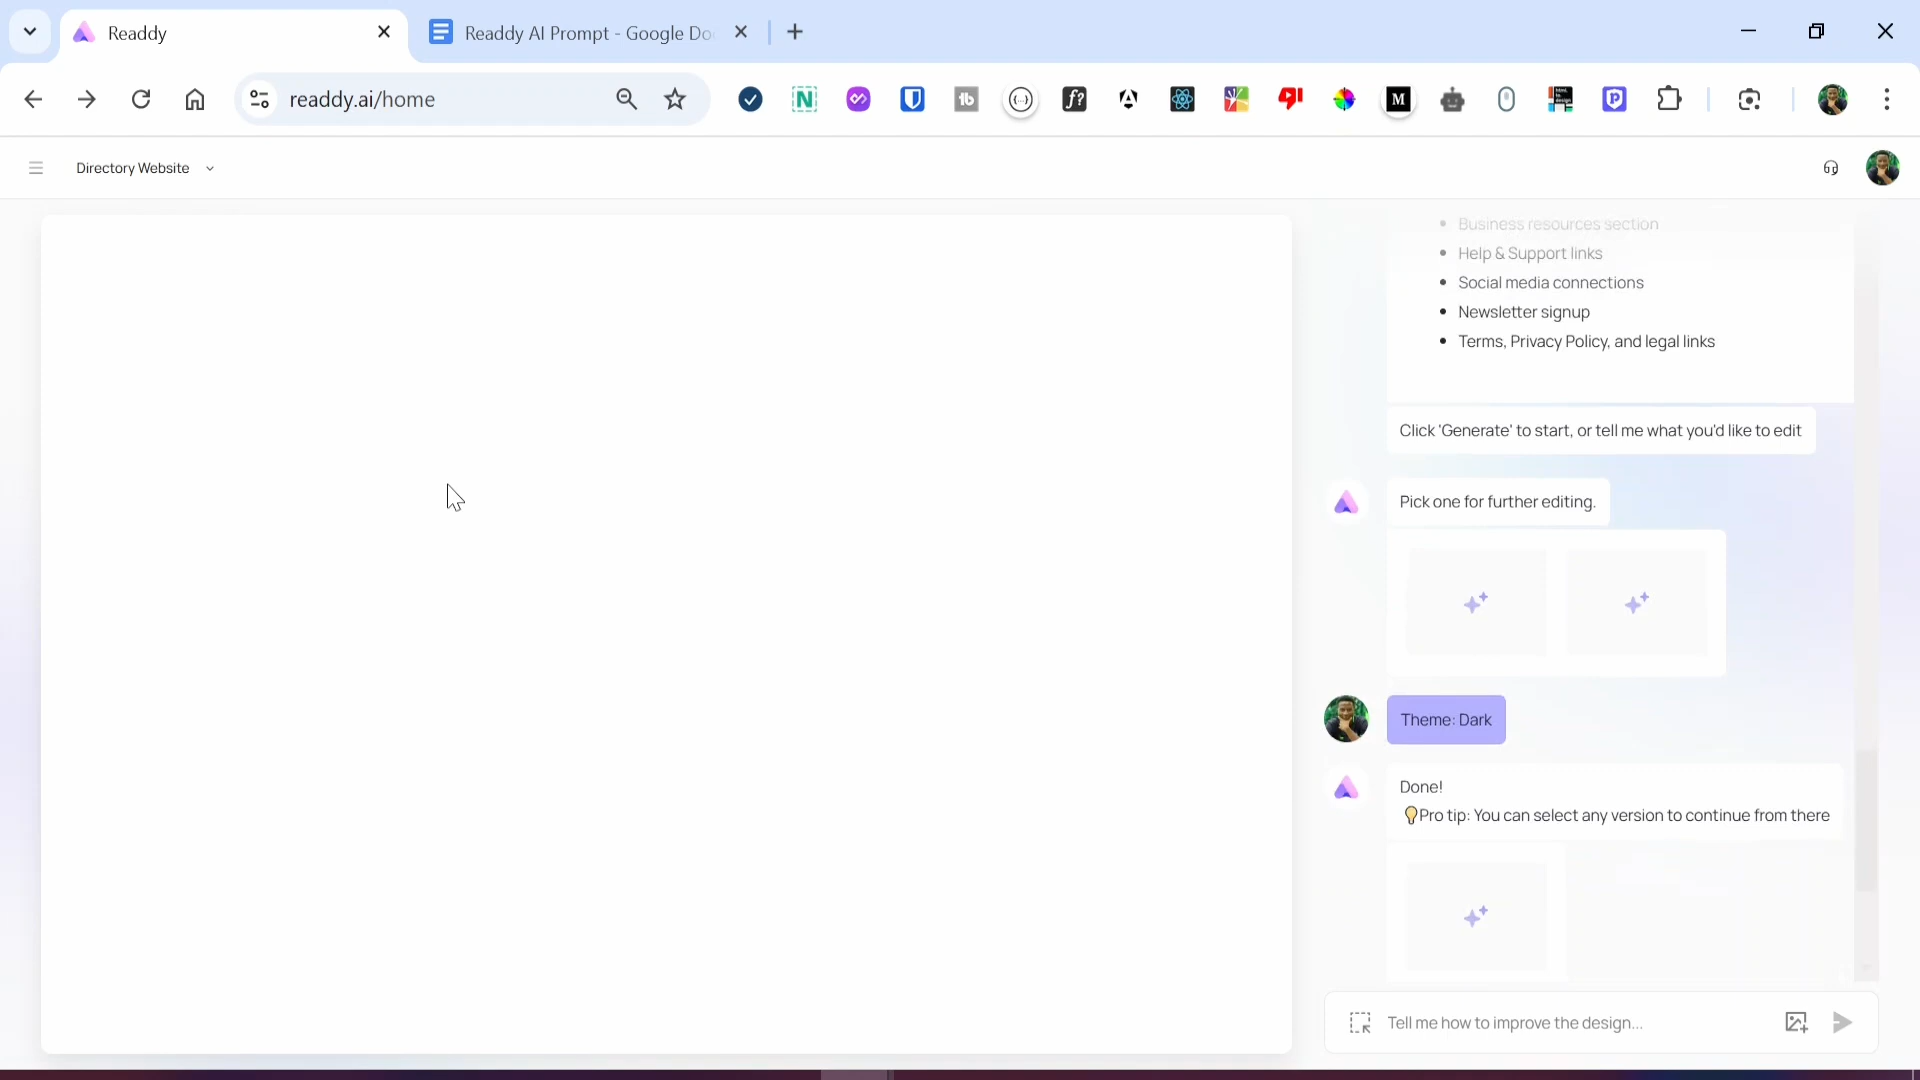 Readdy
Readdy AI Prompt - Google Do
readdy.ai/home
Directory Website
Business resources section
Help & Support links
Social media connections
Newsletter signup
Terms, Privacy Policy, and legal links
Click 'Generate' to start, or tell me what you'd like to edit
Pick one for further editing.
Theme: Dark
Done!
Pro tip: You can select any version to continue from there
Tell me how to improve the design...